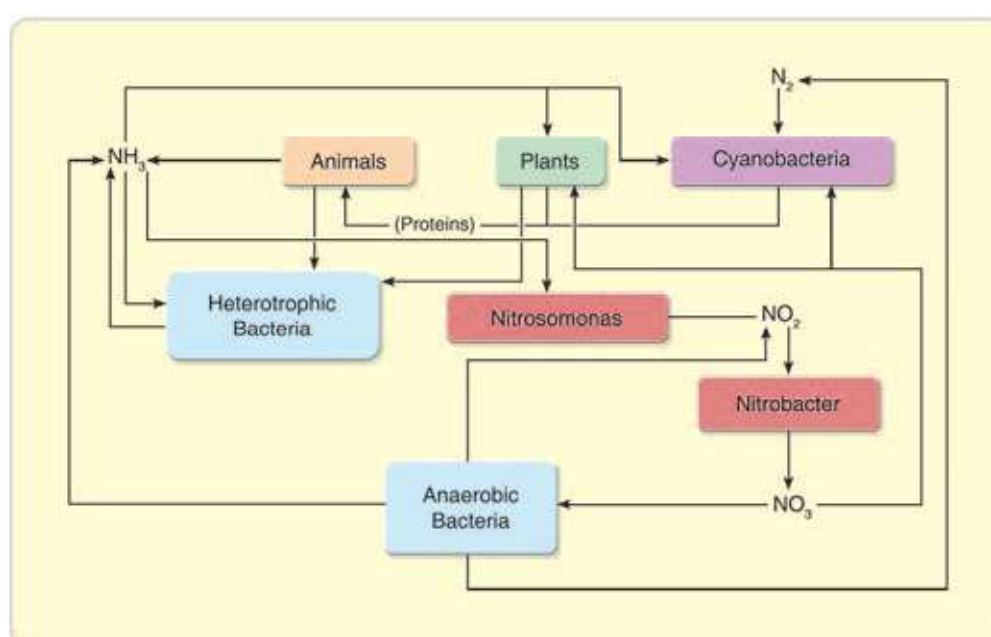 N₂
NH₃
Animals
Plants
Cyanobacteria
(Proteins)
Heterotrophic
Bacteria
Nitrosomonas
NO₂
Nitrobacter
Anaerobic
Bacteria
NO₃